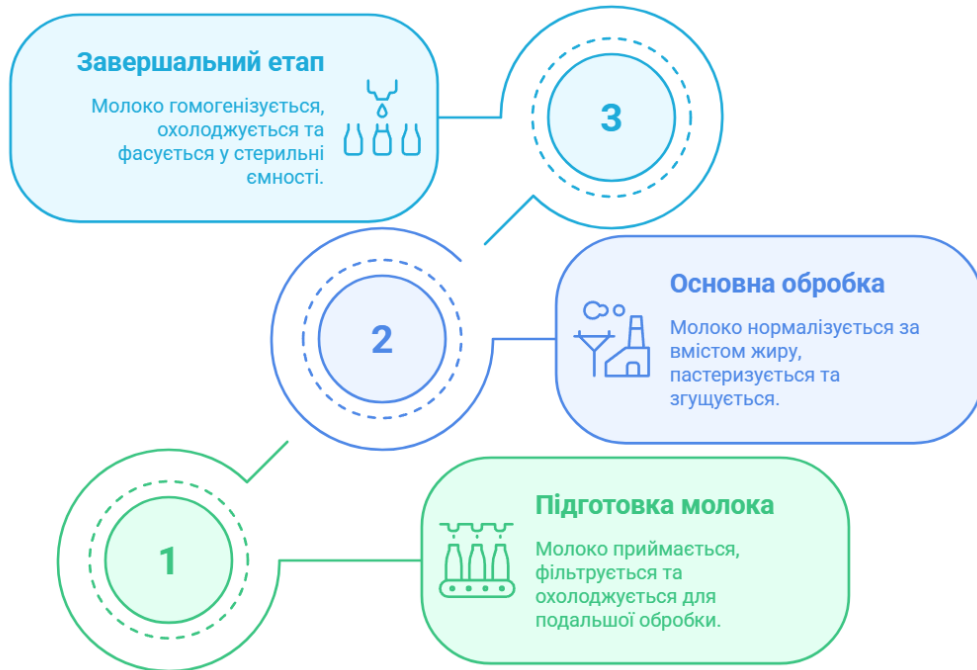 Завершальний етап
Молоко гомогенізується,
охолоджується та
фасується у стерильні
ємності.
3
2
Основна обробка
Молоко нормалізується за
вмістом жиру,
пастеризується та
згущується.
1
Підготовка молока
Молоко приймається,
фільтрується та
охолоджується для
подальшої обробки.